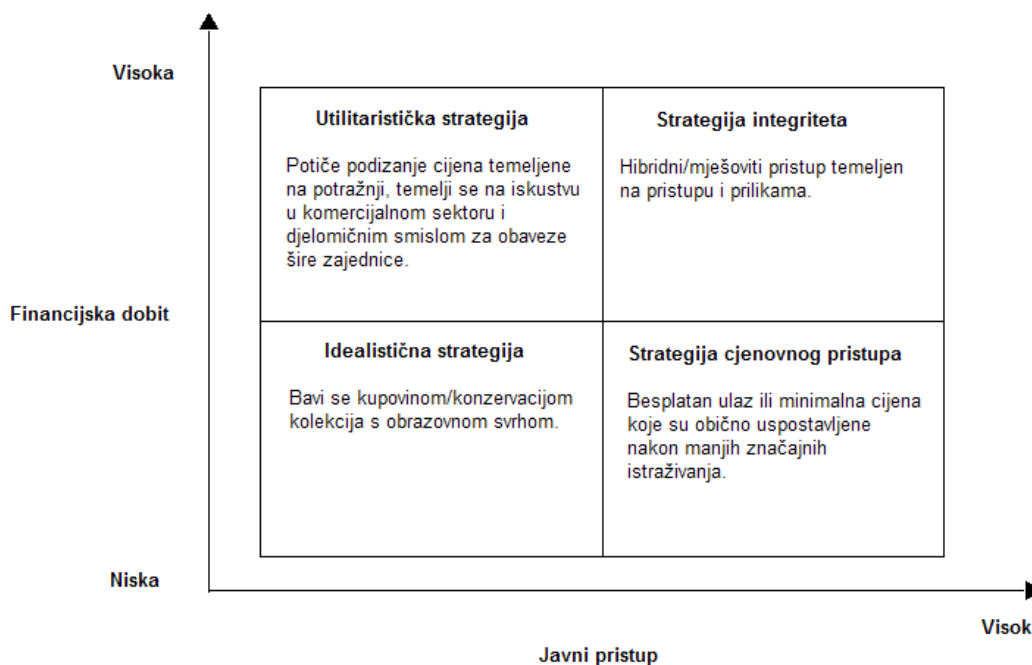 Visoka
Utilitaristička strategija
Potiče podizanje cijena temeljene
na potražnji, temelji se na iskustvu
u komercijalnom sektoru i
djelomičnim smislom za obaveze
šire zajednice.
Strategija integriteta
Hibridni/mješoviti pristup temeljen
na pristupu i prilikama.
Financijska dobit
Idealistična strategija
Bavi se kupovinom/konzervacijom
kolekcija s obrazovnom svrhom.
Strategija cjenovnog pristupa
Besplatan ulaz ili minimalna cijena
koje su obično uspostavljene
nakon manjih značajnih
istraživanja.
Niska
Visok
Javni pristup